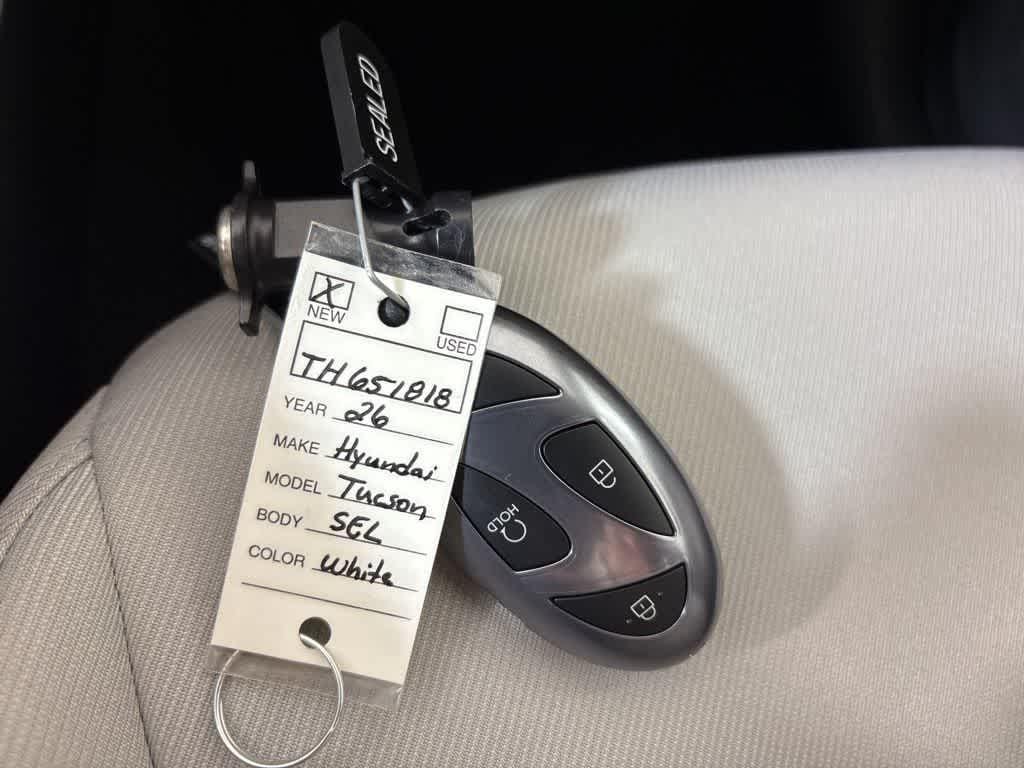 SEALED
X
NEW
USED
TH651818
YEAR 26
MAKE Hyundai
MODEL Tucson
BODY SEL
COLOR White
HOLD